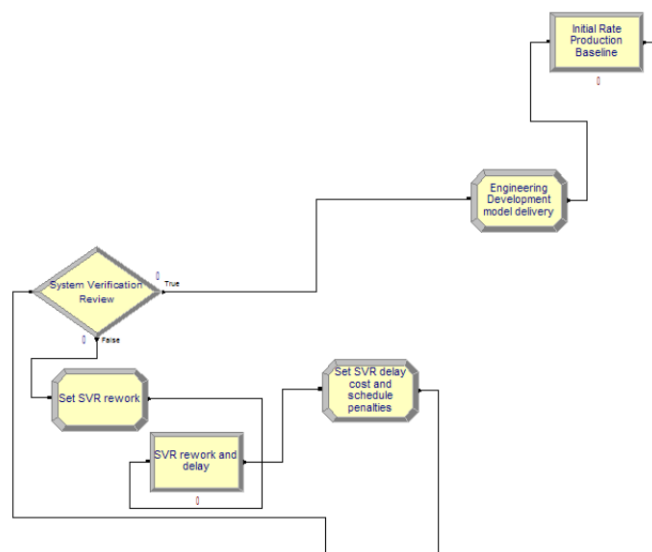 Initial Rate
Production
Baseline
0
Engineering
Development
model delivery
0
True
System Verification
Review
0
False
Set SVR rework
Set SVR delay
cost and
schedule
penalties
SVR rework and
delay
0